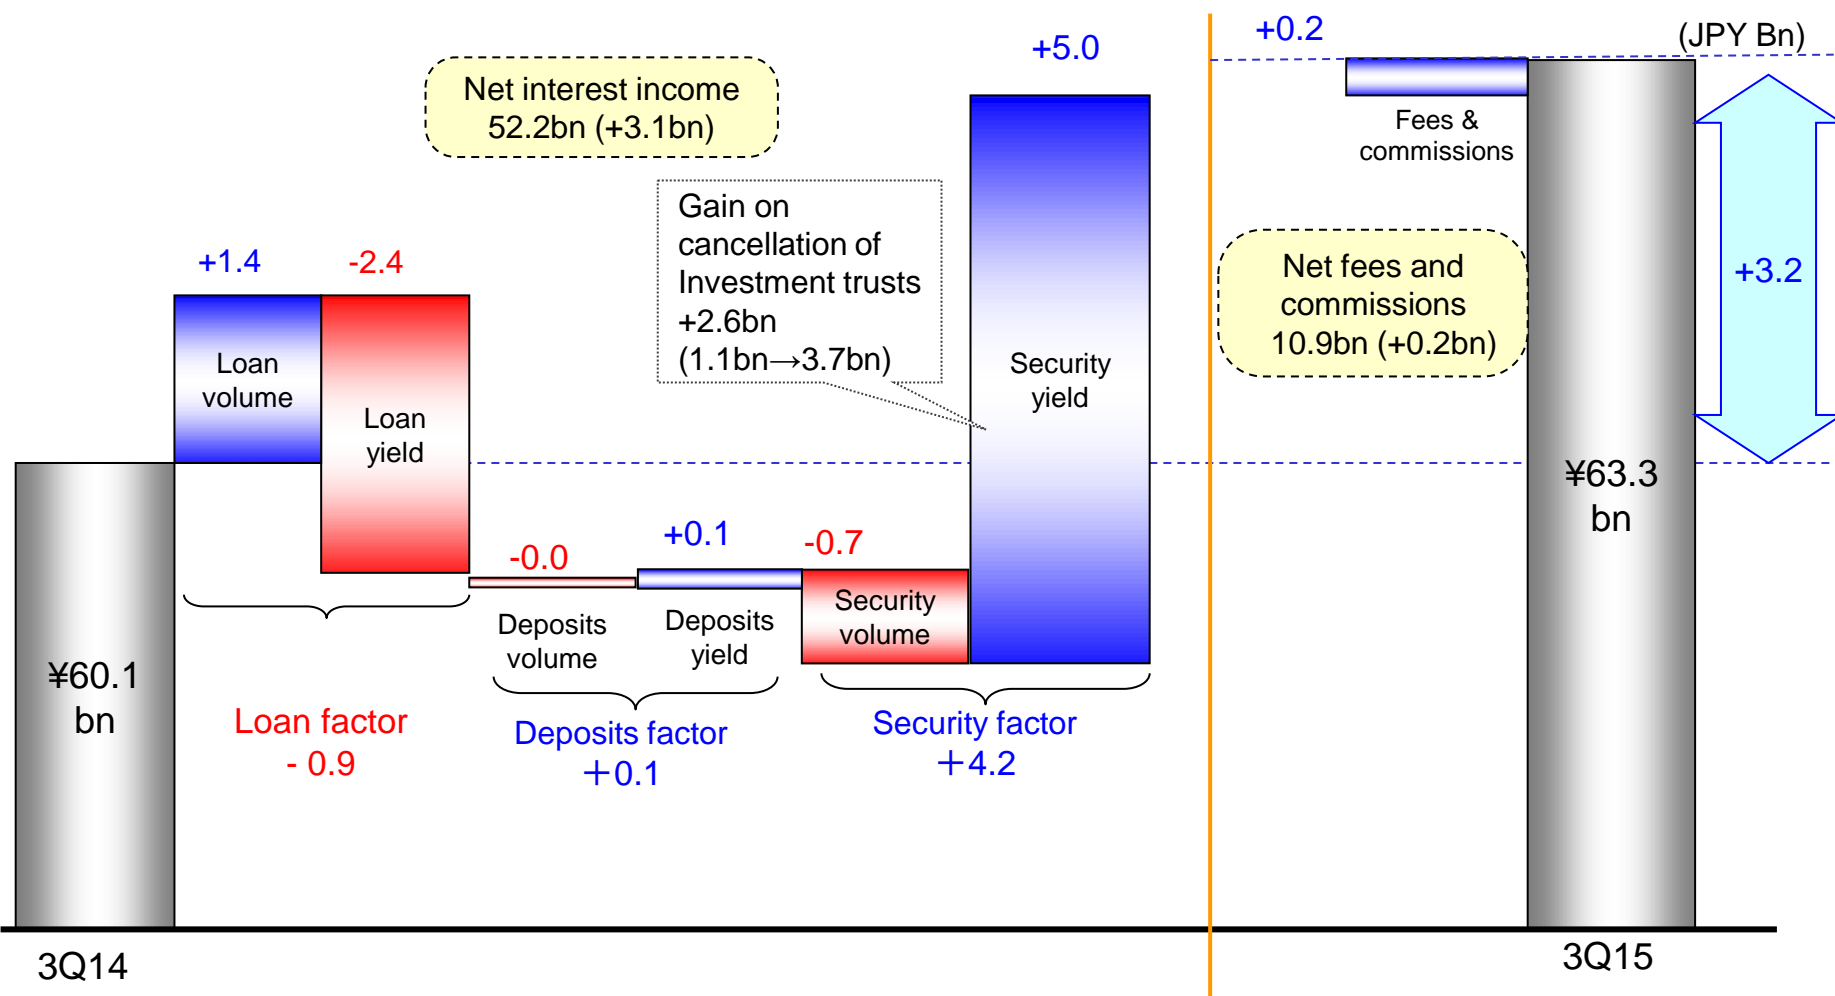 (JPY Bn)
Net interest income
52.2bn (+3.1bn)
+5.0
+0.2
Fees &
commissions
Gain on
cancellation of
Investment trusts
+2.6bn
(1.1bn→3.7bn)
+1.4
-2.4
Loan
volume
Loan
yield
Security
yield
Net fees and
commissions
10.9bn (+0.2bn)
+3.2
¥63.3
bn
-0.0
+0.1
-0.7
Deposits
volume
Deposits
yield
Security
volume
¥60.1
bn
Loan factor
- 0.9
Deposits factor
＋0.1
Security factor
＋4.2
3Q14
3Q15